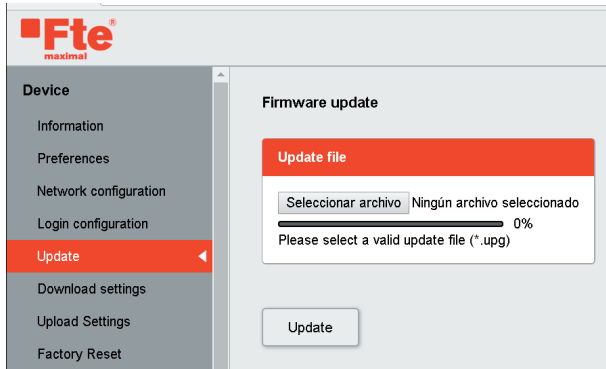 Fte®
maximal
Device
Information
Preferences
Network configuration
Login configuration
Update
Download settings
Upload Settings
Factory Reset
Firmware update
Update file
Seleccionar archivo Ningún archivo seleccionado
0%
Please select a valid update file (*.upg)
Update